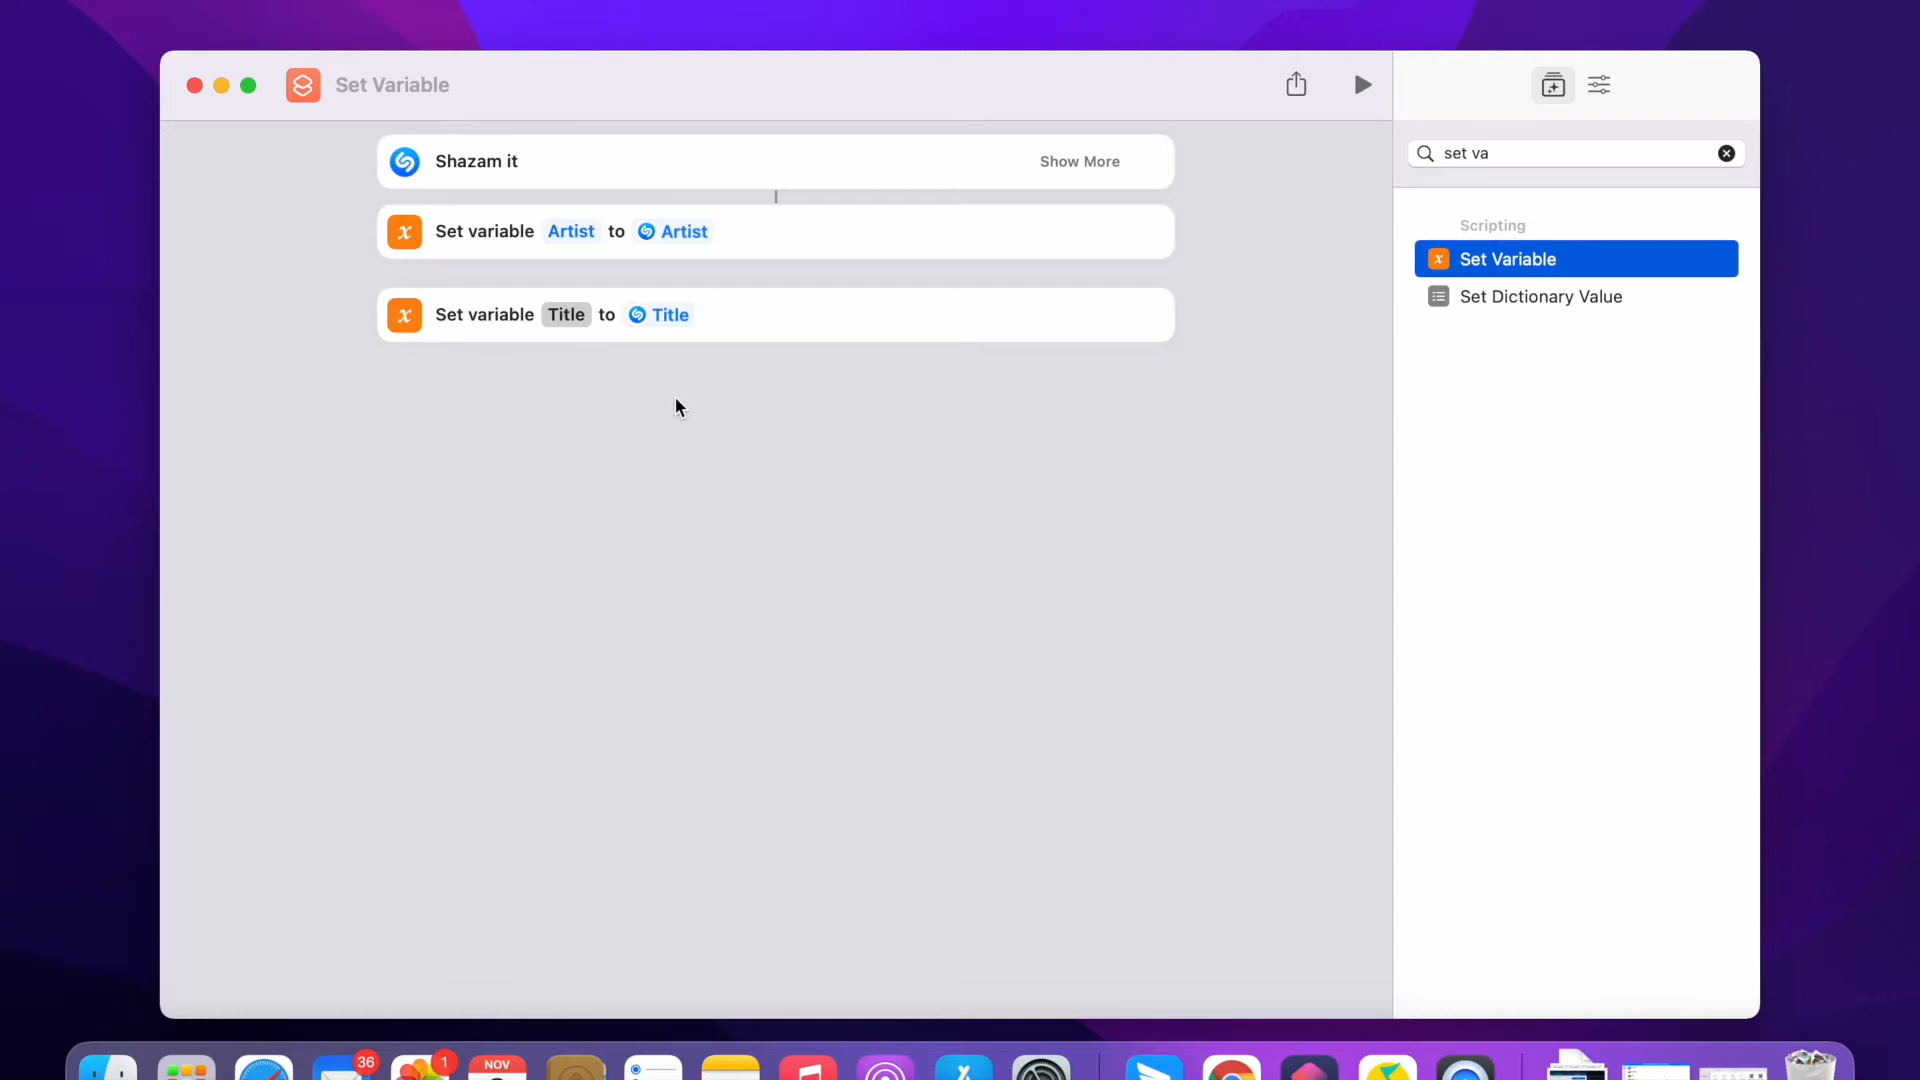 Set Variable
set va
Shazam it Show More
Set variable Artist to Artist
Set variable Title to Title
Scripting
Set Variable
Set Dictionary Value
36
1
NOV